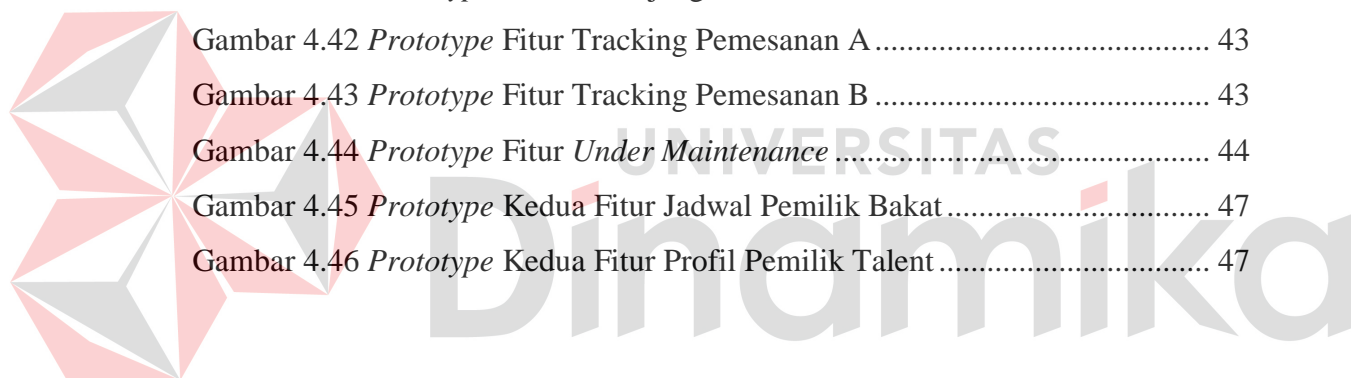 Gambar 4.42 Prototype Fitur Tracking Pemesanan A........................................ 43
Gambar 4.43 Prototype Fitur Tracking Pemesanan B ........................................ 43
Gambar 4.44 Prototype Fitur Under Maintenance ............................................. 44
Gambar 4.45 Prototype Kedua Fitur Jadwal Pemilik Bakat ................................ 47
Gambar 4.46 Prototype Kedua Fitur Profil Pemilik Talent ................................. 47
UNIVERSITAS
Dinamika